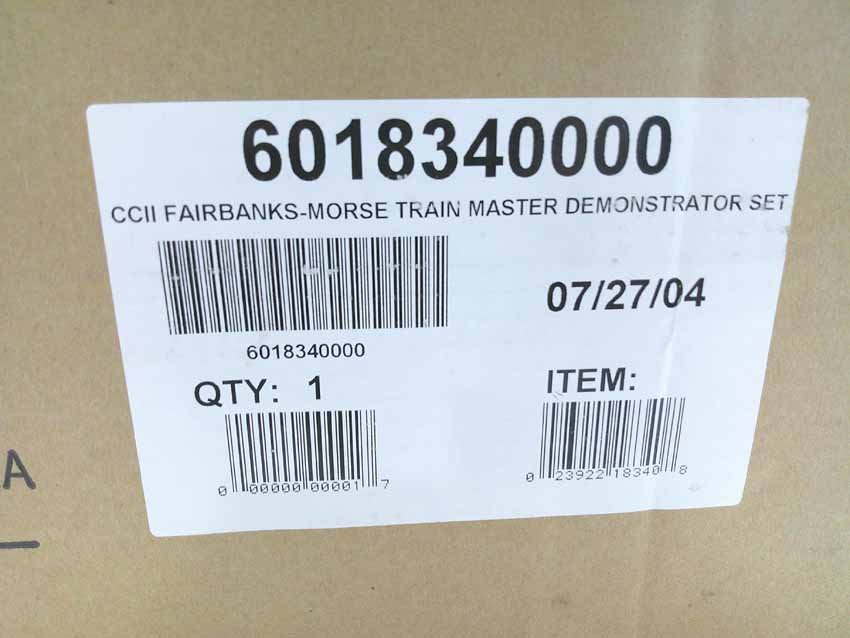 6018340000
CCII FAIRBANKS-MORSE TRAIN MASTER DEMONSTRATOR SET
07/27/04
6018340000
QTY: 1
ITEM:
0 00000 00001 7
0 23922 18340 8
A